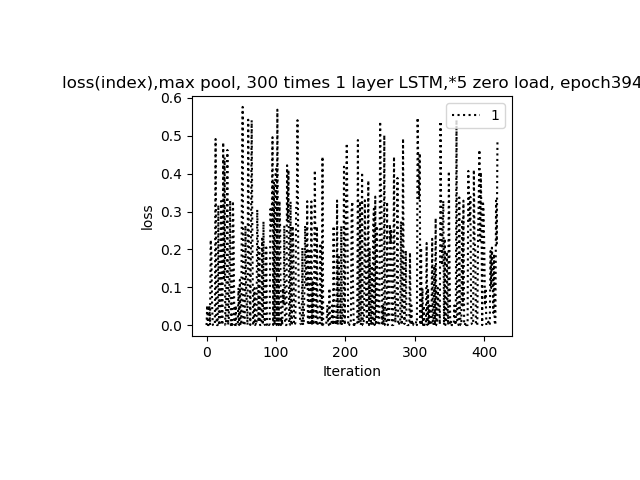 loss(index),max pool, 300 times 1 layer LSTM,*5 zero load, epoch394
0.6
0.5
0.4
0.3
0.2
0.1
0.0
loss
1
0 100 200 300 400
Iteration